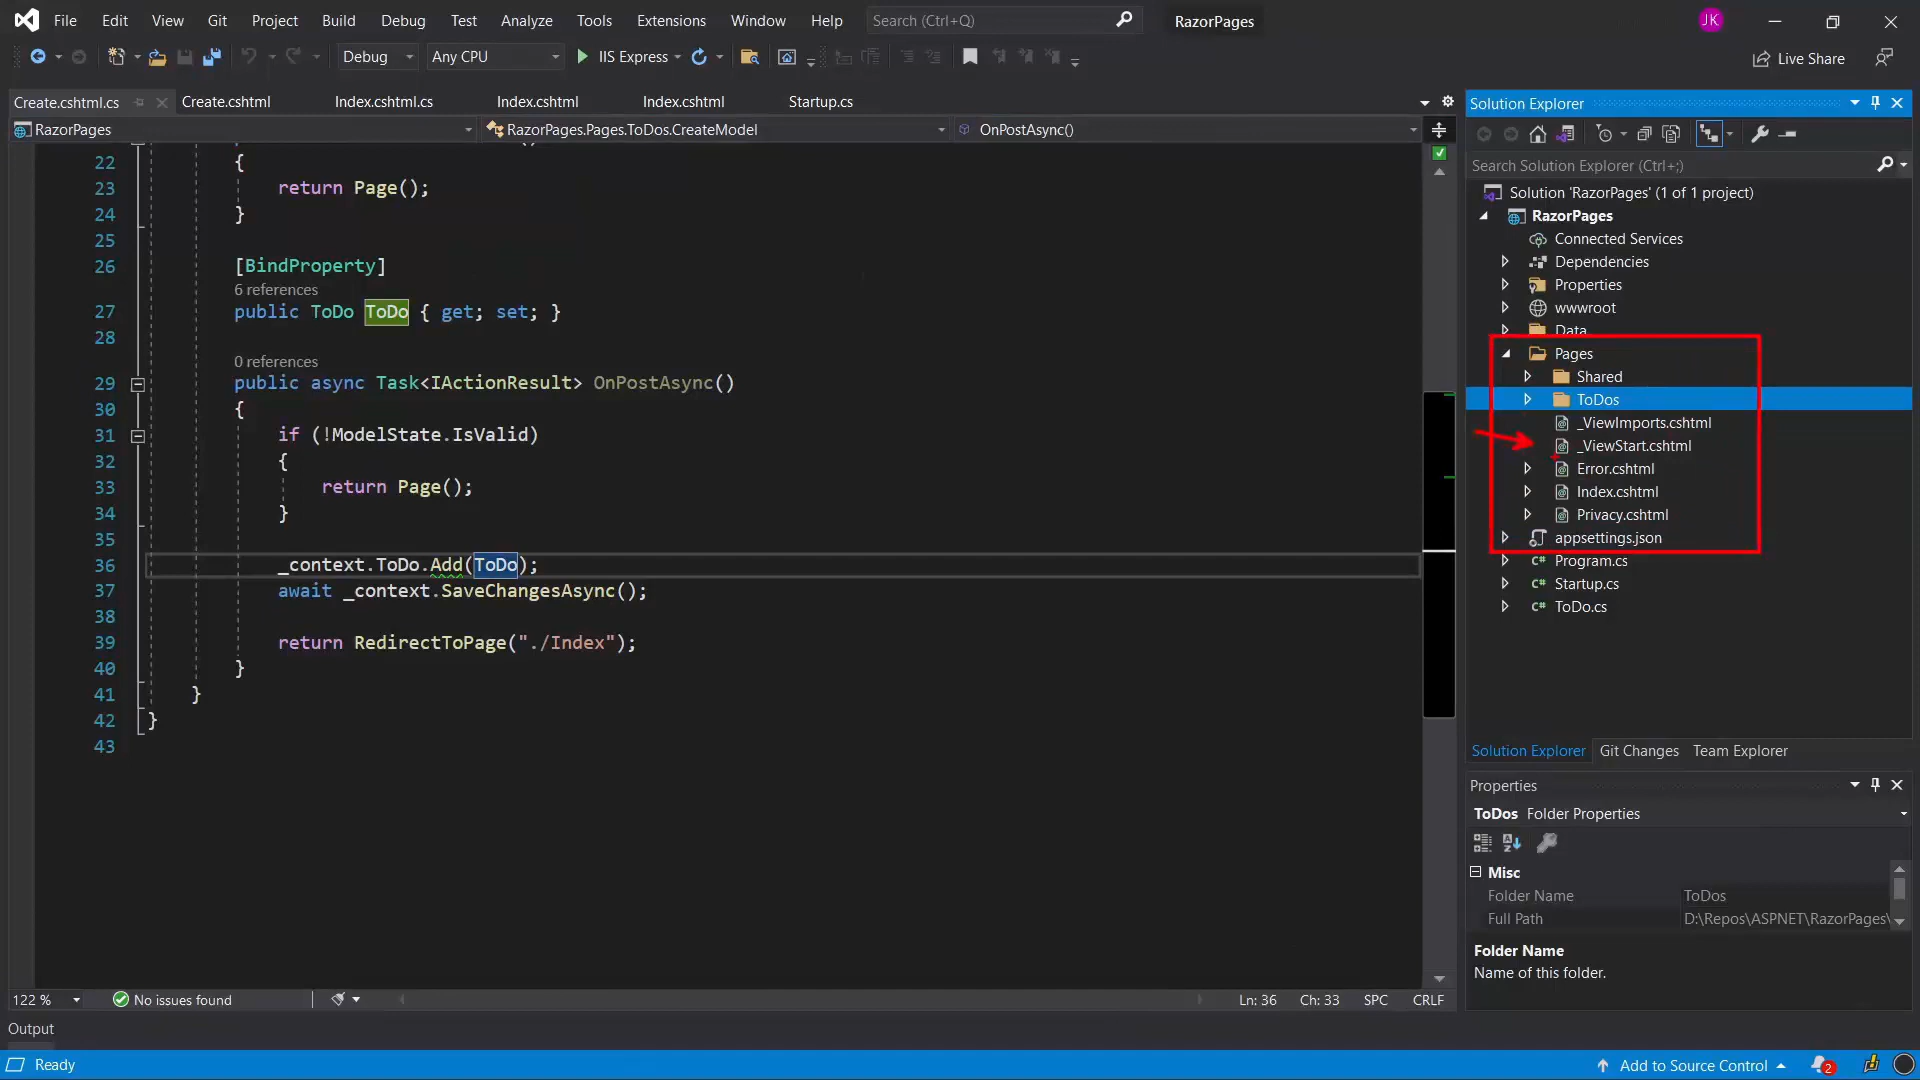 File Edit View Git Project Build Debug Test Analyze Tools Extensions Window Help Search (Ctrl+Q) RazorPages JK
Debug Any CPU IIS Express Live Share
Create.cshtml.cs Create.cshtml Index.cshtml.cs Index.cshtml Index.cshtml Startup.cs
RazorPages RazorPages.Pages.ToDos.CreateModel OnPostAsync()
22 {
23 return Page();
24 }
25
26 [BindProperty]
6 references
27 public ToDo ToDo { get; set; }
28
0 references
29 public async Task<IActionResult> OnPostAsync()
30 {
31 if (!ModelState.IsValid)
32 {
33 return Page();
34 }
35
36 _context.ToDo.Add(ToDo);
37 await _context.SaveChangesAsync();
38
39 return RedirectToPage("./Index");
40 }
41 }
42 }
43
122 % No issues found Ln: 36 Ch: 33 SPC CRLF
Output
Solution Explorer
Search Solution Explorer (Ctrl+;)
Solution 'RazorPages' (1 of 1 project)
RazorPages
Connected Services
Dependencies
Properties
wwwroot
Data
Pages
Shared
ToDos
_ViewImports.cshtml
_ViewStart.cshtml
Error.cshtml
Index.cshtml
Privacy.cshtml
appsettings.json
C# Program.cs
C# Startup.cs
C# ToDo.cs
Solution Explorer Git Changes Team Explorer
Properties
ToDos Folder Properties
Misc
Folder Name ToDos
Full Path D:\Repos\ASPNET\RazorPages\
Folder Name
Name of this folder.
Ready Add to Source Control 2